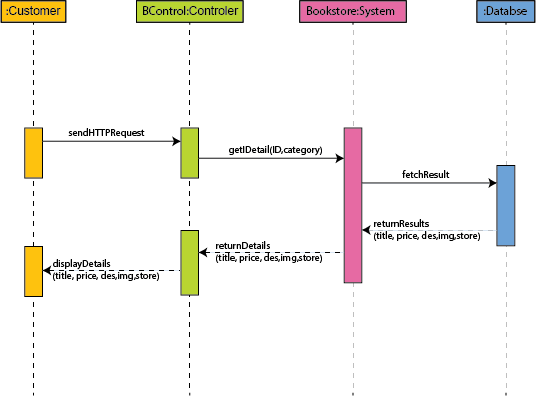 :Customer
BControl:Controler
Bookstore:System
:Databse
sendHTTPRequest
getIDetail(ID,category)
fetchResult
returnResults
(title, price, des,img,store)
returnDetails
(title, price, des,img,store)
displayDetails
(title, price, des,img,store)